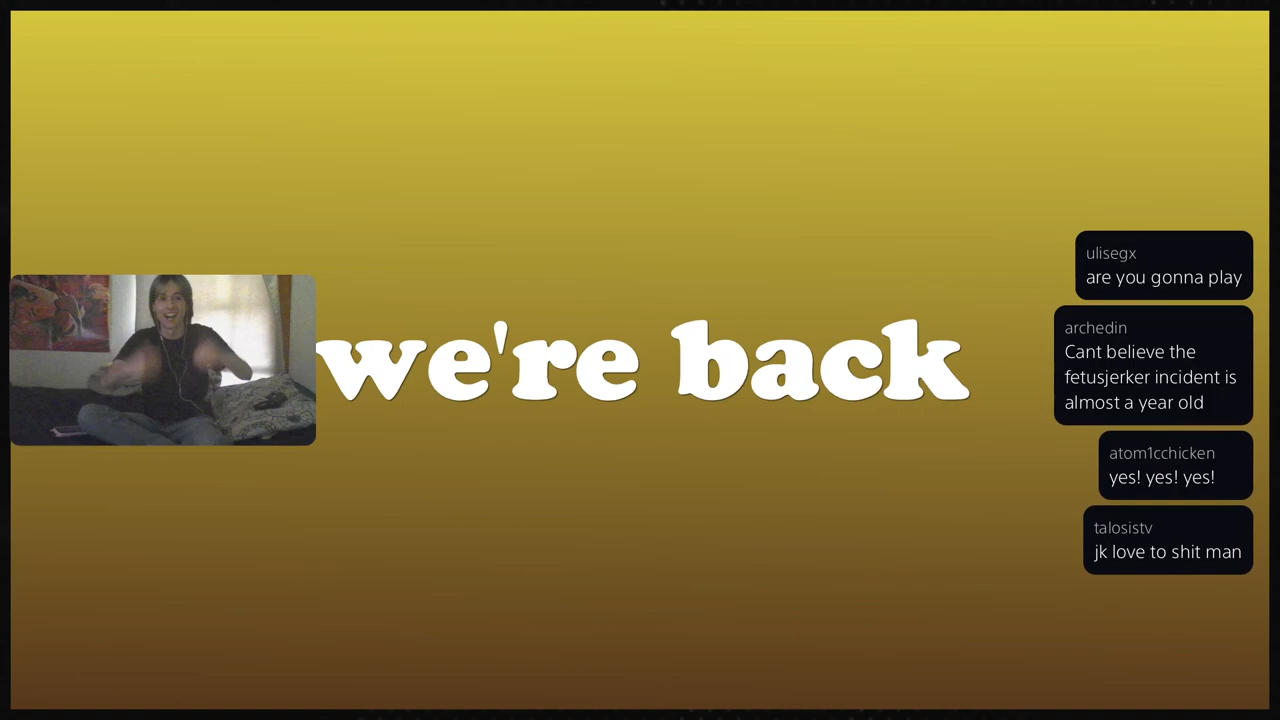 we're back
ulisegx
are you gonna play
archedin
Cant believe the
fetusjerker incident is
almost a year old
atom1cchicken
yes! yes! yes!
talosistv
jk love to shit man